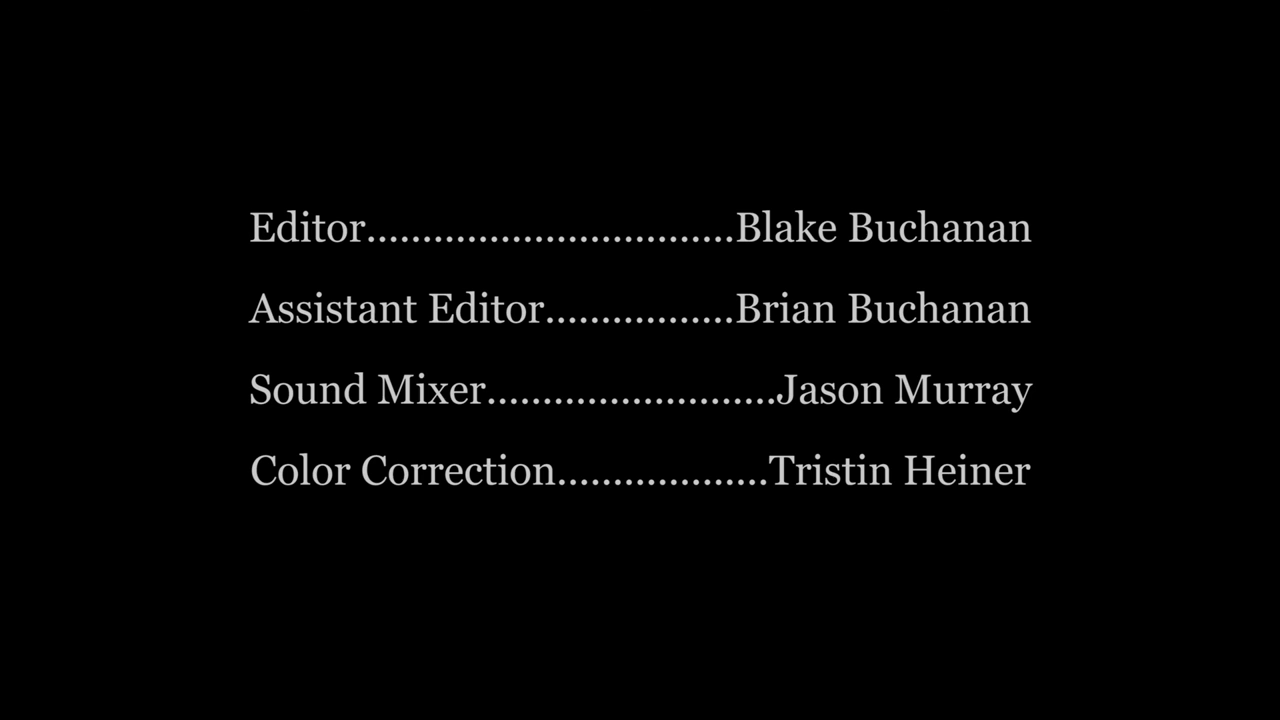 Editor.................................Blake Buchanan
Assistant Editor.................Brian Buchanan
Sound Mixer..........................Jason Murray
Color Correction...................Tristin Heiner